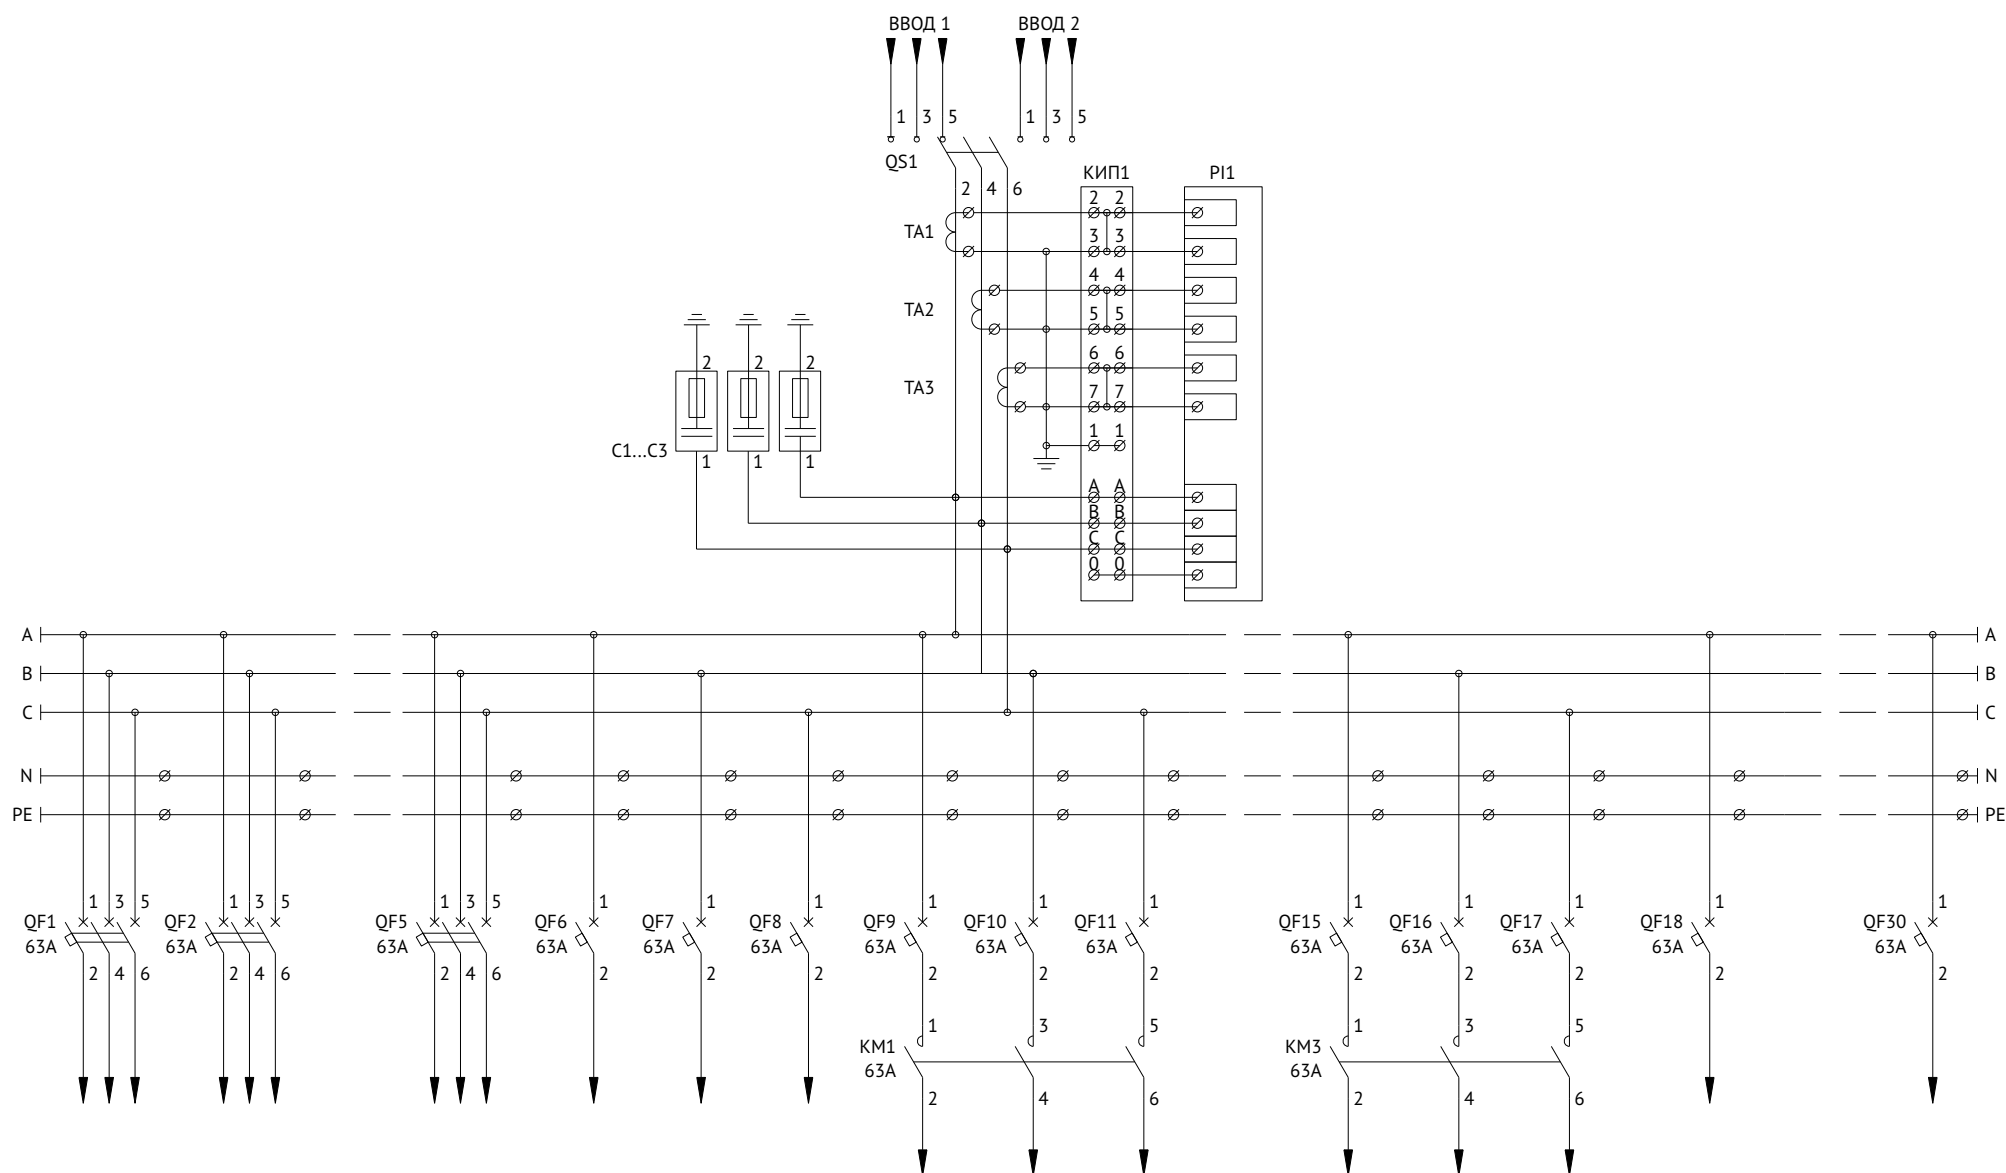 ВВОД 1 ВВОД 2
1 3 5 1 3 5
QS1
КИП1 PI1
2 4 6
2 2
TA1
3 3
4 4
TA2
5 5
2 2 2
6 6
TA3
7 7
1 1
C1...C3
1 1 1
A A
B B
C C
0 0
A A
B B
C C
N N
PE PE
1 3 5 1 3 5 1 3 5 1 1 1 1 1 1 1 1 1 1 1
QF1 QF2 QF5 QF6 QF7 QF8 QF9 QF10 QF11 QF15 QF16 QF17 QF18 QF30
63A 63A 63A 63A 63A 63A 63A 63A 63A 63A 63A 63A 63A 63A
2 4 6 2 4 6 2 4 6 2 2 2 2 2 2 2 2 2 2 2
1 3 5 1 3 5
KM1 KM3
63A 63A
2 4 6 2 4 6